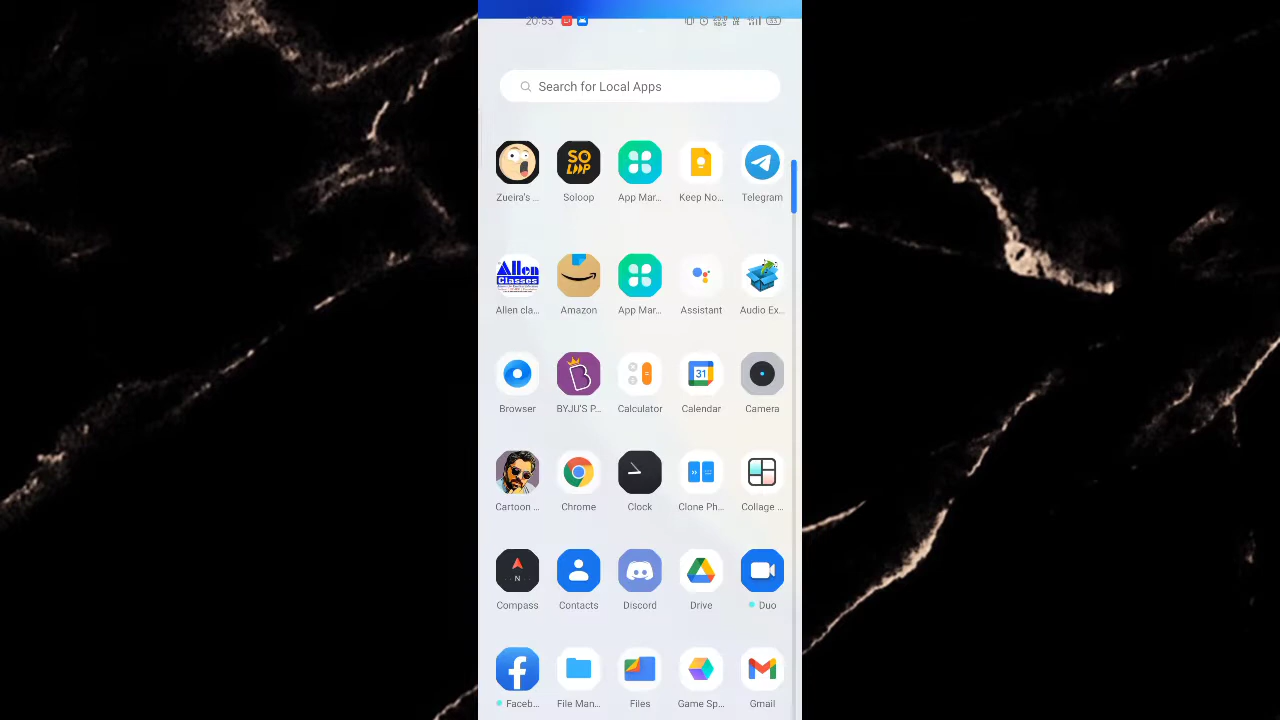 20:55
Search for Local Apps
SO
LOOP
Zueira's ... Soloop App Mar... Keep No... Telegram
Allen
Classes
31
Allen cla... Amazon App Mar... Assistant Audio Ex...
Browser BYJU'S P... Calculator Calendar Camera
Cartoon ... Chrome Clock Clone Ph... Collage ...
N
Compass Contacts Discord Drive Duo
Faceb... File Man... Files Game Sp... Gmail